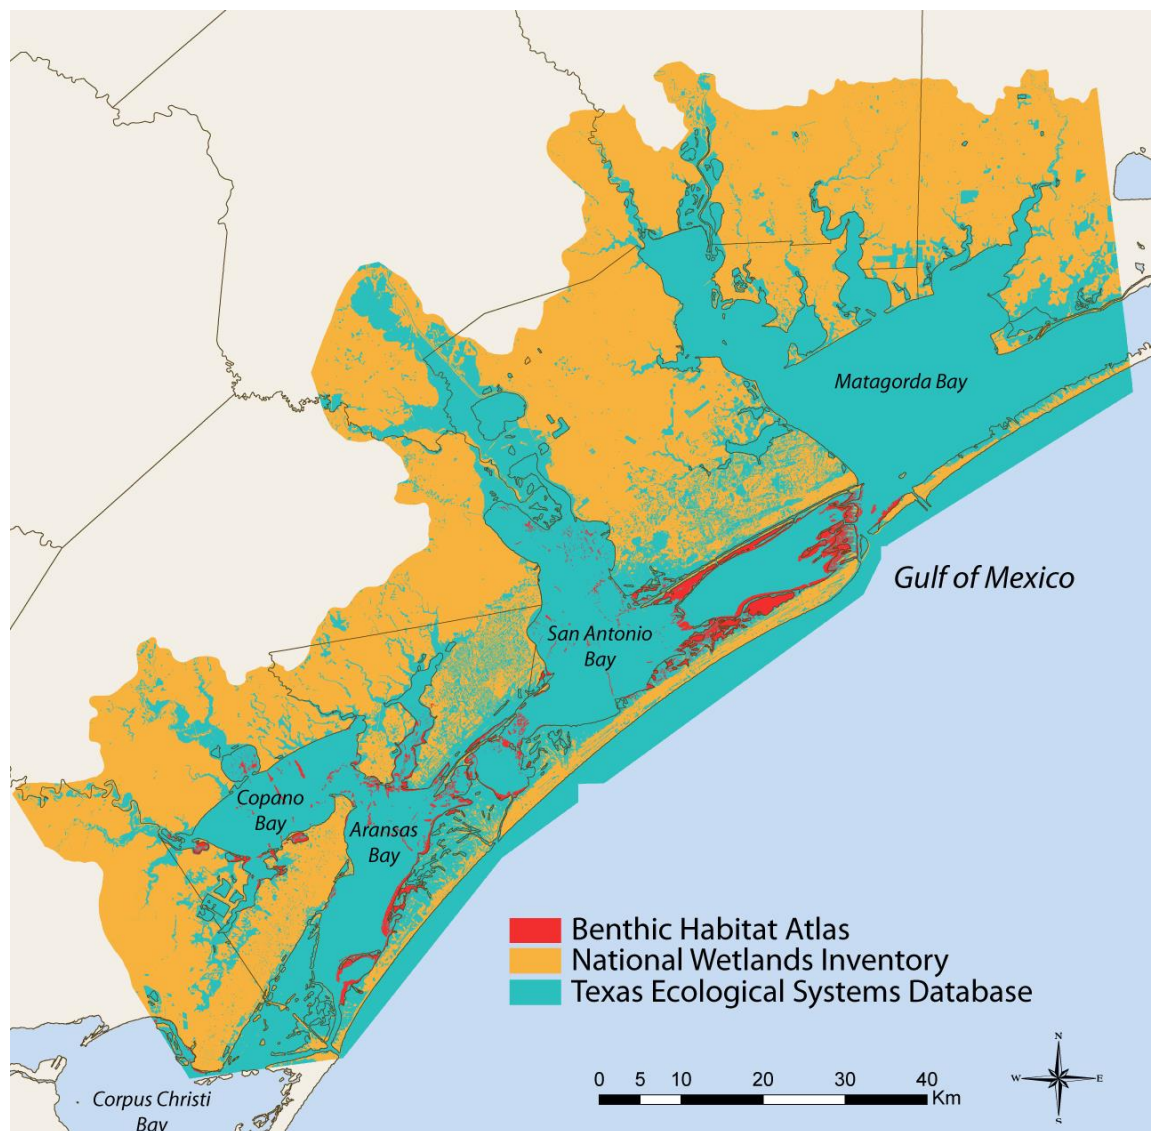 Matagorda Bay
Gulf of Mexico
San Antonio
Bay
Copano
Bay
Aransas
Bay
Benthic Habitat Atlas
National Wetlands Inventory
Texas Ecological Systems Database
N
W E
S
0 5 10 20 30 40
Km
Corpus Christi
Bay